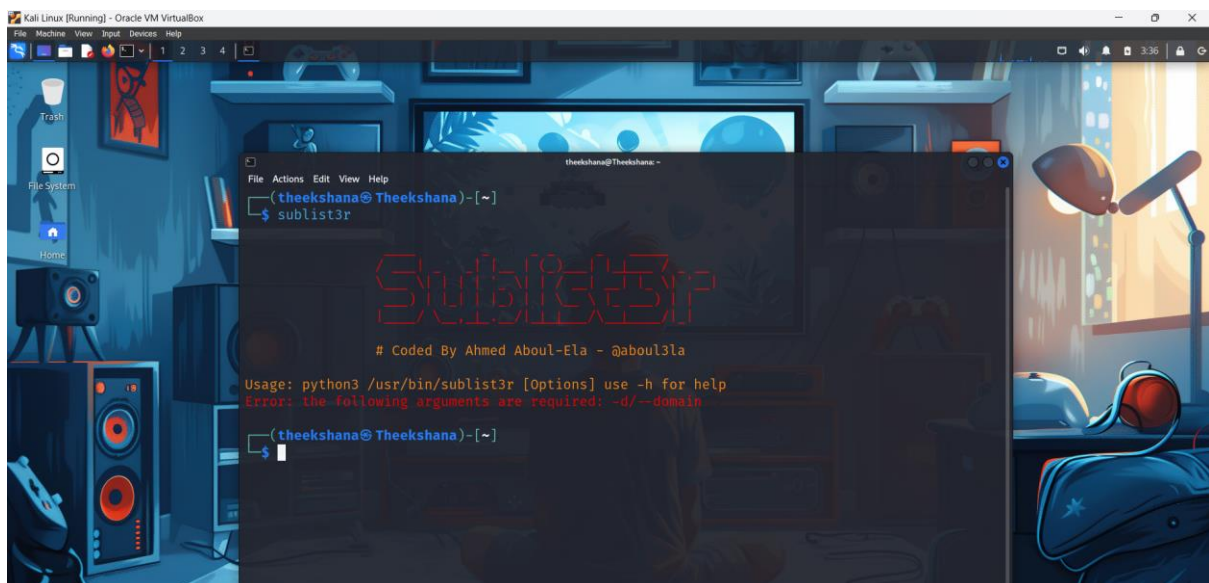 Kali Linux [Running] - Oracle VM VirtualBox
File Machine View Input Devices Help
1 2 3 4
3:36
Trash
File System
Home
theekshana@Theekshana: ~
File Actions Edit View Help
(theekshana㉿Theekshana)-[~]
$ sublist3r
Sublist3r
# Coded By Ahmed Aboul-Ela - @aboul3la
Usage: python3 /usr/bin/sublist3r [Options] use -h for help
Error: the following arguments are required: -d/--domain
(theekshana㉿Theekshana)-[~]
$